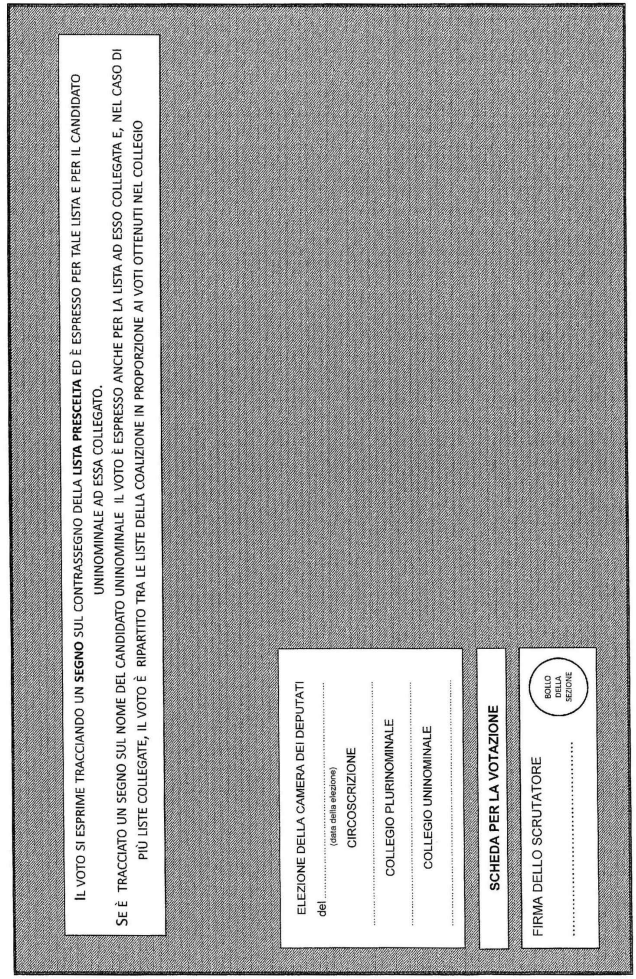 IL VOTO SI ESPRIME TRACCIANDO UN SEGNO SUL CONTRASSEGNO DELLA LISTA PRESCELTA ED È ESPRESSO PER TALE LISTA E PER IL CANDIDATO
UNINOMINALE AD ESSA COLLEGATO.
SE È TRACCIATO UN SEGNO SUL NOME DEL CANDIDATO UNINOMINALE IL VOTO È ESPRESSO ANCHE PER LA LISTA AD ESSO COLLEGATA E, NEL CASO DI
PIÙ LISTE COLLEGATE, IL VOTO È RIPARTITO TRA LE LISTE DELLA COALIZIONE IN PROPORZIONE AI VOTI OTTENUTI NEL COLLEGIO
ELEZIONE DELLA CAMERA DEI DEPUTATI
del ........................................
(data della elezione)
CIRCOSCRIZIONE
........................................
COLLEGIO PLURINOMINALE
........................................
COLLEGIO UNINOMINALE
........................................
SCHEDA PER LA VOTAZIONE
FIRMA DELLO SCRUTATORE
........................................
BOLLO
DELLA
SEZIONE